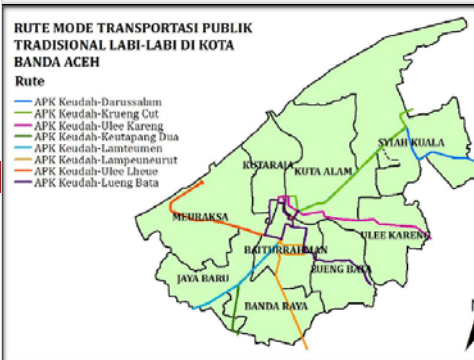 RUTE MODE TRANSPORTASI PUBLIK
TRADISIONAL LABI-LABI DI KOTA
BANDA ACEH
Rute
APK Keudah-Darussalam
APK Keudah-Krueng Cut
APK Keudah-Ulee Kareng
APK Keudah-Keutapang Dua
APK Keudah-Lamteumen
APK Keudah-Lampeuneurut
APK Keudah-Ulee Lheue
APK Keudah-Lueng Bata
SYIAH KUALA
KUTARAJA
KUTA ALAM
MEURAKSA
ULEE KARENG
BAITURRAHMAN
LUENG BATA
JAYA BARU
BANDA RAYA